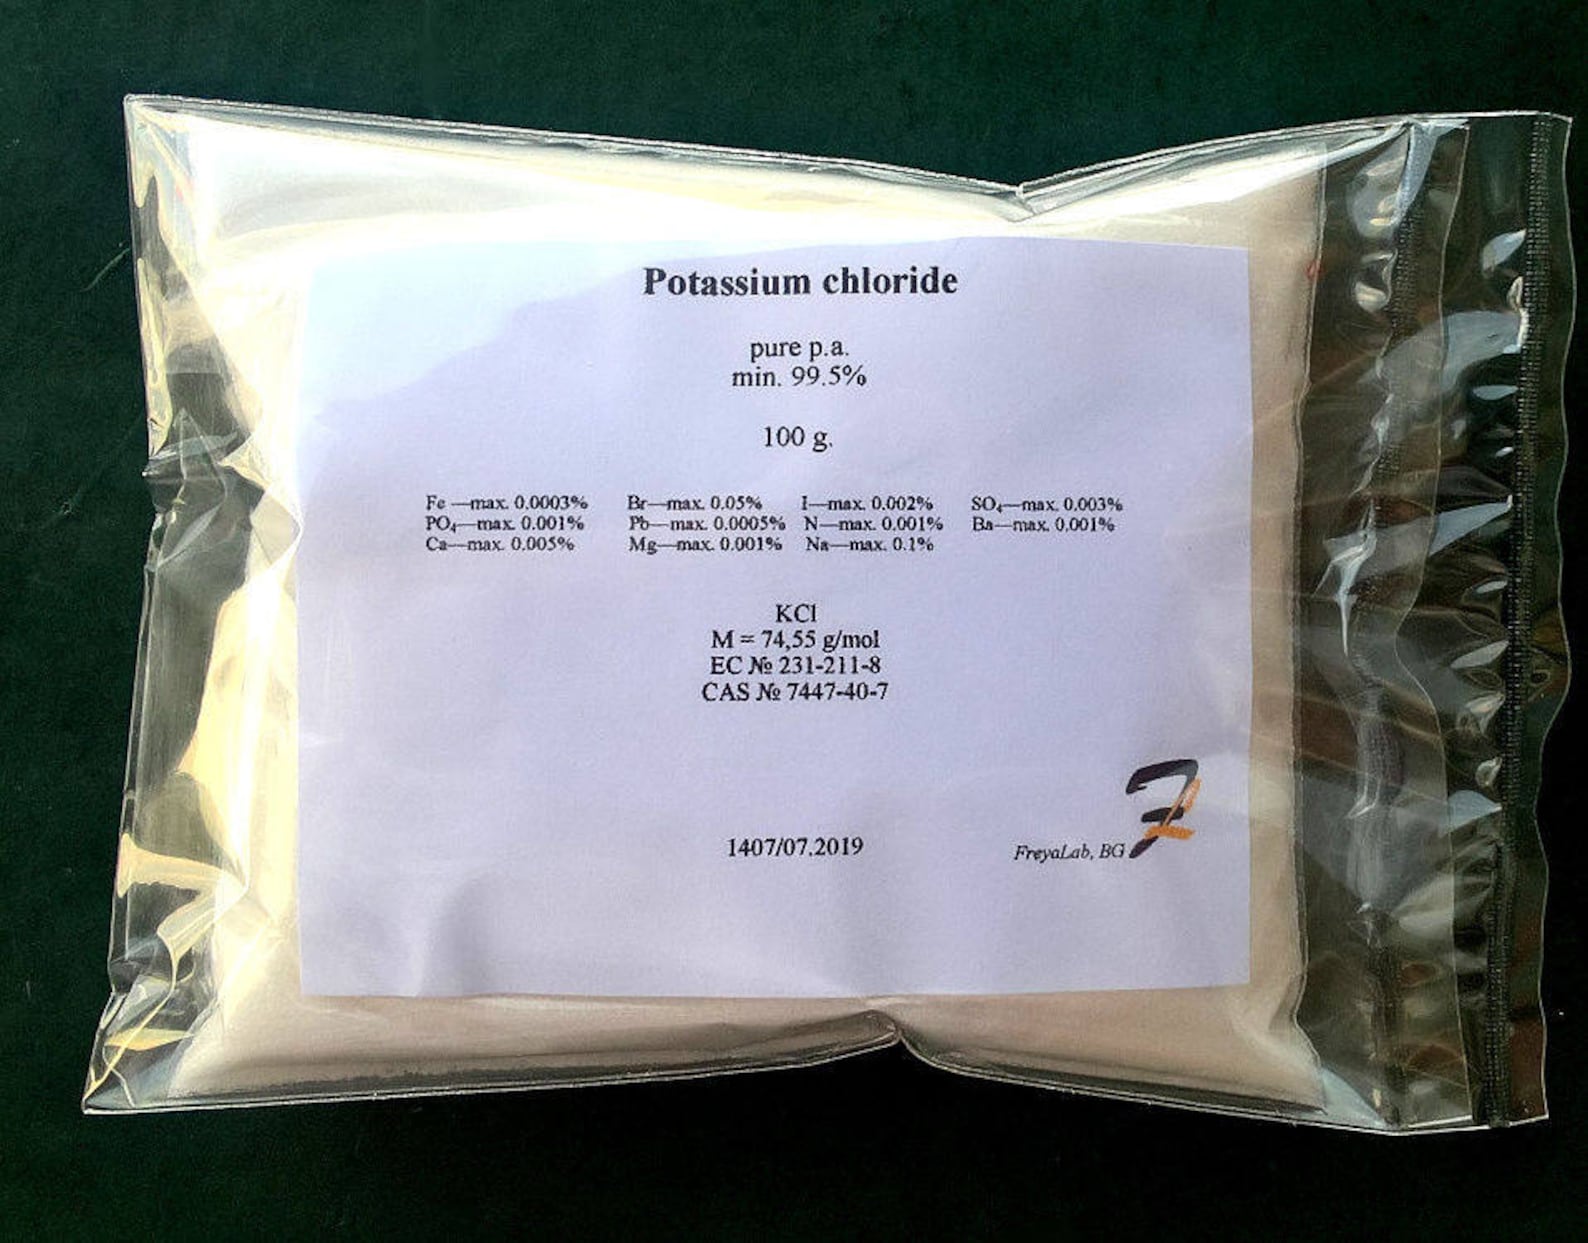 Potassium chloride
pure p.a.
min. 99.5%
100 g.
Fe —max. 0.0003% Br—max. 0.05% I—max. 0.002% SO₄—max. 0.003%
PO₄—max. 0.001% Pb—max. 0.0005% N—max. 0.001% Ba—max. 0.001%
Ca—max. 0.005% Mg—max. 0.001% Na—max. 0.1%
KCl
M = 74,55 g/mol
EC № 231-211-8
CAS № 7447-40-7
1407/07.2019
FreyaLab, BG